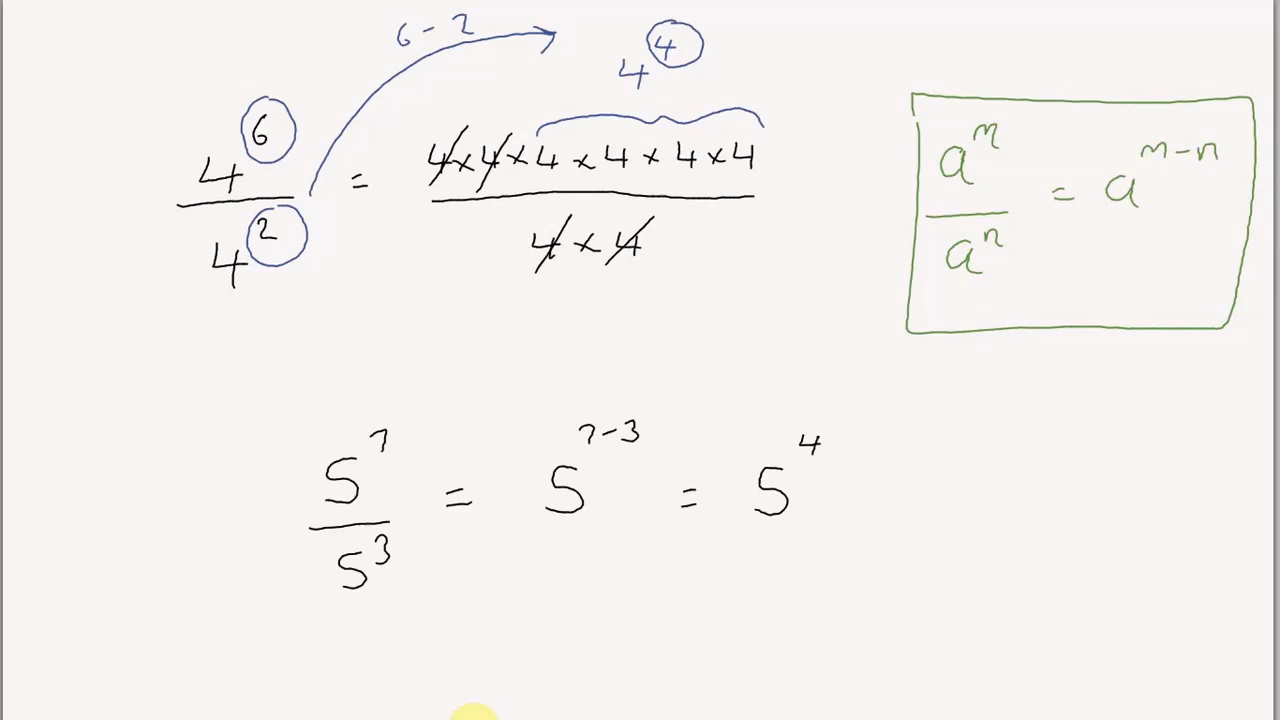 6 - 2
4^4
4^6 / 4^2 = 4 × 4 × 4 × 4 × 4 × 4 / 4 × 4
a^m / a^n = a^(m-n)
5^7 / 5^3 = 5^(7-3) = 5^4